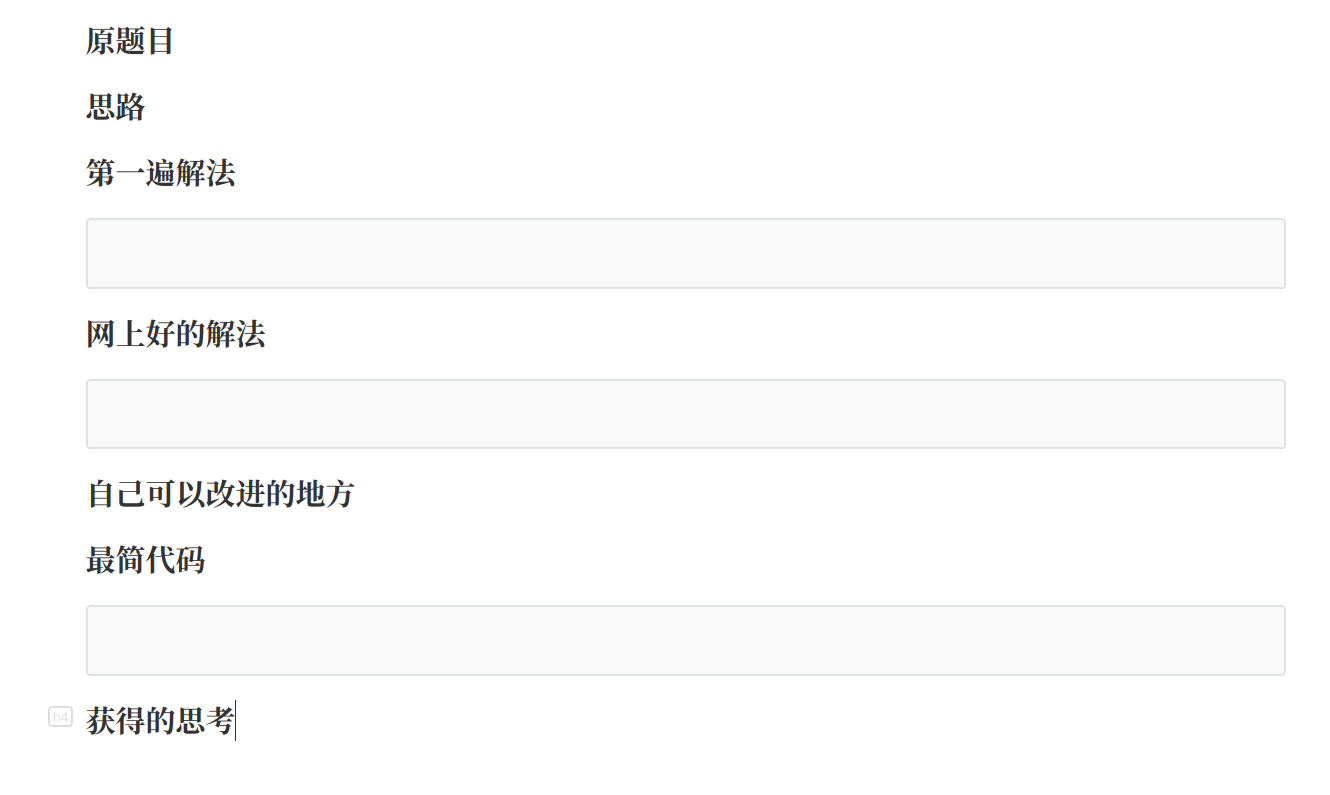 原题目
思路
第一遍解法
网上好的解法
自己可以改进的地方
最简代码
h4 获得的思考